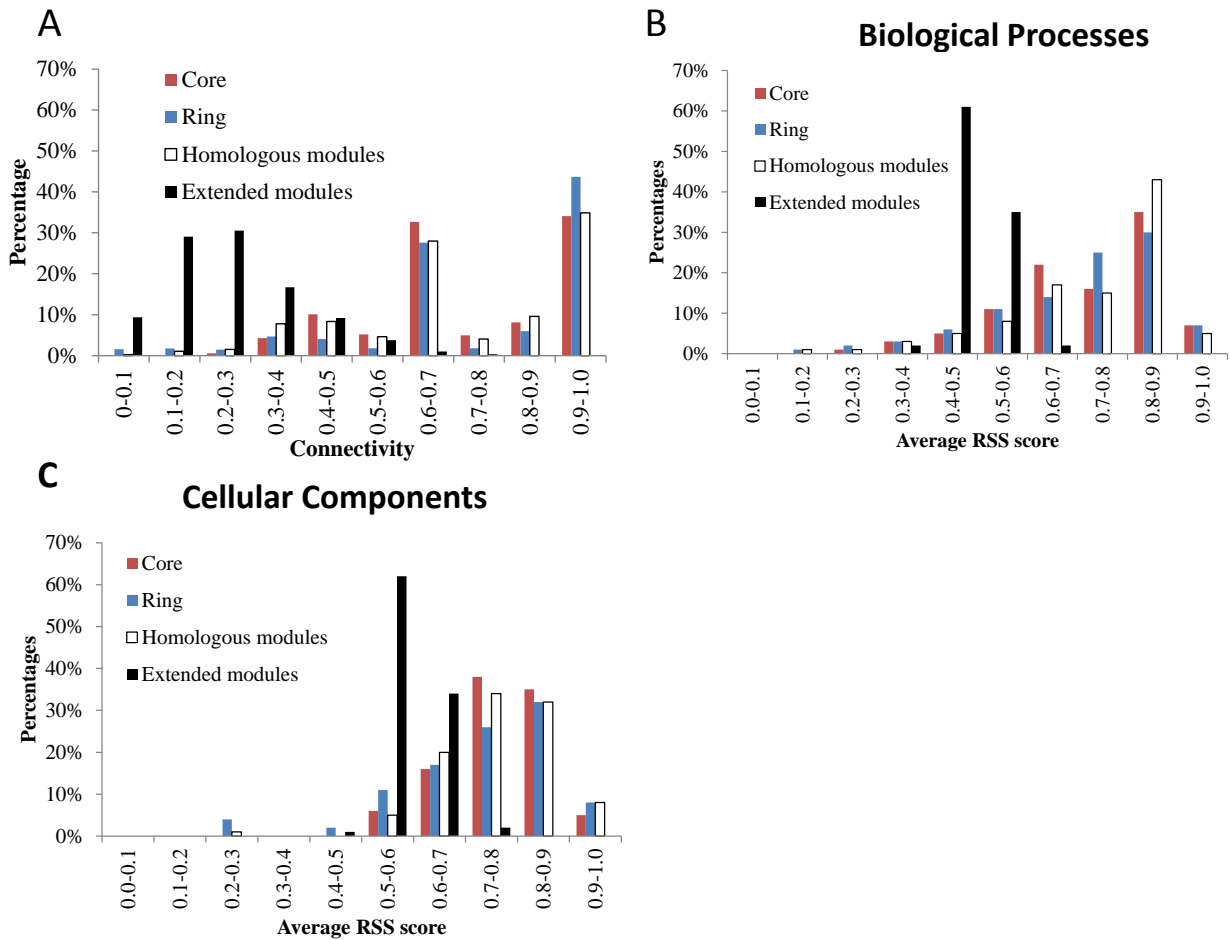 A
70%
60%
50%
40%
30%
20%
10%
0%
Percentage
Core
Ring
Homologous modules
Extended modules
0-0.1
0.1-0.2
0.2-0.3
0.3-0.4
0.4-0.5
0.5-0.6
0.6-0.7
0.7-0.8
0.8-0.9
0.9-1.0
Connectivity
B
Biological Processes
70%
60%
50%
40%
30%
20%
10%
0%
Percentages
Core
Ring
Homologous modules
Extended modules
0.0-0.1
0.1-0.2
0.2-0.3
0.3-0.4
0.4-0.5
0.5-0.6
0.6-0.7
0.7-0.8
0.8-0.9
0.9-1.0
Average RSS score
C
Cellular Components
70%
60%
50%
40%
30%
20%
10%
0%
Percentages
Core
Ring
Homologous modules
Extended modules
0.0-0.1
0.1-0.2
0.2-0.3
0.3-0.4
0.4-0.5
0.5-0.6
0.6-0.7
0.7-0.8
0.8-0.9
0.9-1.0
Average RSS score